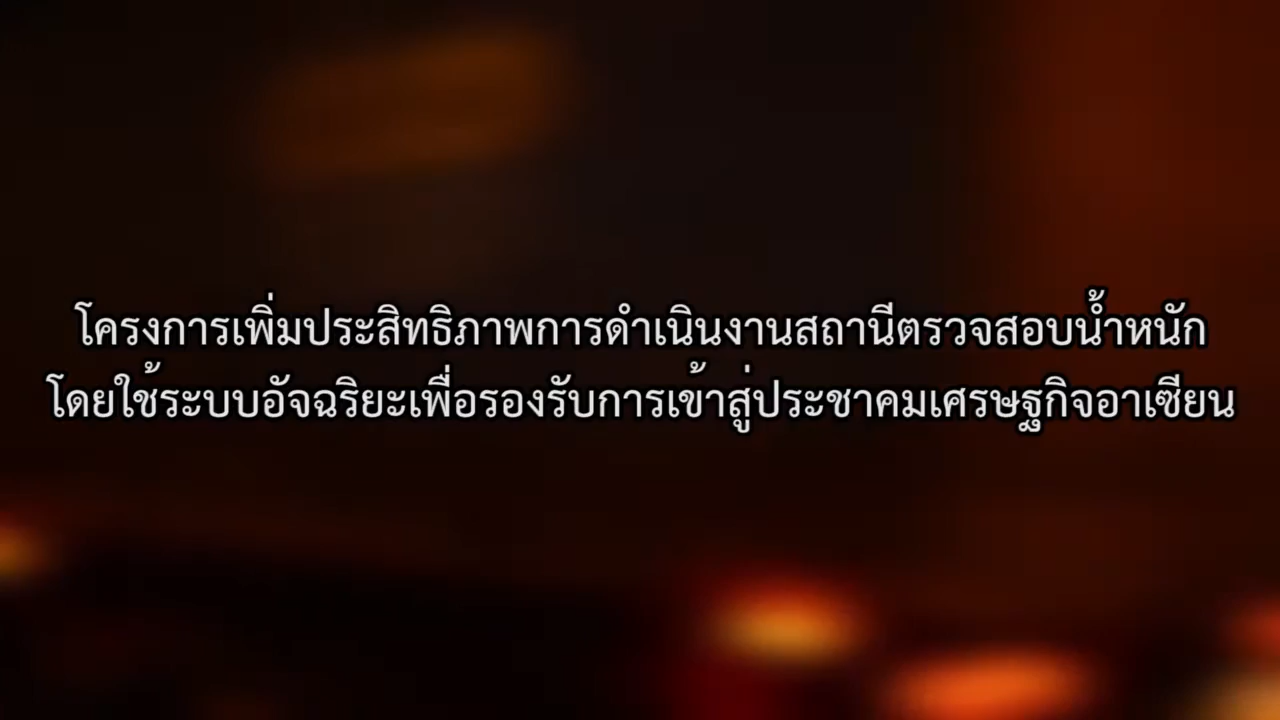 โครงการเพิ่มประสิทธิภาพการดำเนินงานสถานีตรวจสอบน้ำหนัก
โดยใช้ระบบอัจฉริยะเพื่อรองรับการเข้าสู่ประชาคมเศรษฐกิจอาเซียน